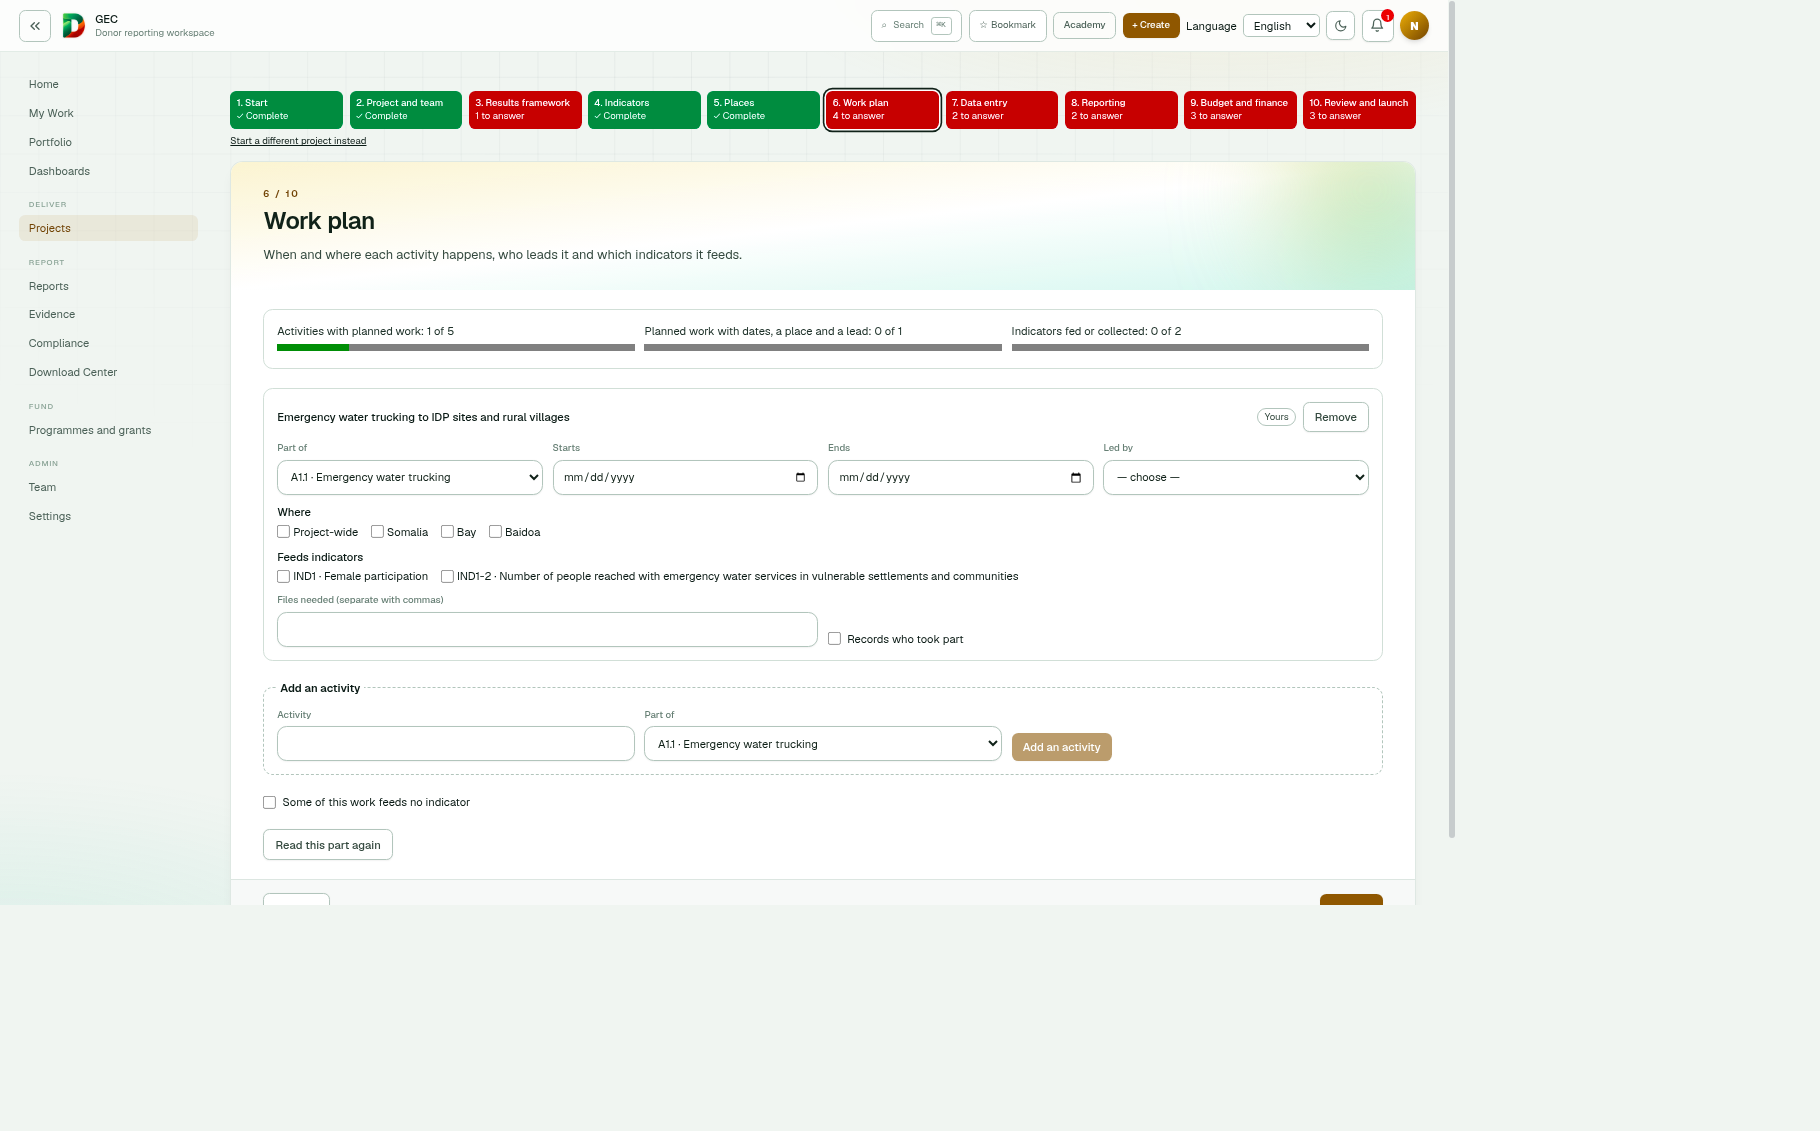 GEC
Donor reporting workspace
Search ⌘K
☆ Bookmark
Academy
+ Create
Language
English
1
N
Home
My Work
Portfolio
Dashboards
DELIVER
Projects
REPORT
Reports
Evidence
Compliance
Download Center
FUND
Programmes and grants
ADMIN
Team
Settings
1. Start
✓ Complete
2. Project and team
✓ Complete
3. Results framework
1 to answer
4. Indicators
✓ Complete
5. Places
✓ Complete
6. Work plan
4 to answer
7. Data entry
2 to answer
8. Reporting
2 to answer
9. Budget and finance
3 to answer
10. Review and launch
3 to answer
Start a different project instead
6 / 10
Work plan
When and where each activity happens, who leads it and which indicators it feeds.
Activities with planned work: 1 of 5
Planned work with dates, a place and a lead: 0 of 1
Indicators fed or collected: 0 of 2
Emergency water trucking to IDP sites and rural villages
Yours
Remove
Part of
Starts
Ends
Led by
A1.1 · Emergency water trucking
mm/dd/yyyy
mm/dd/yyyy
— choose —
Where
Project-wide
Somalia
Bay
Baidoa
Feeds indicators
IND1 · Female participation
IND1-2 · Number of people reached with emergency water services in vulnerable settlements and communities
Files needed (separate with commas)
Records who took part
Add an activity
Activity
Part of
A1.1 · Emergency water trucking
Add an activity
Some of this work feeds no indicator
Read this part again